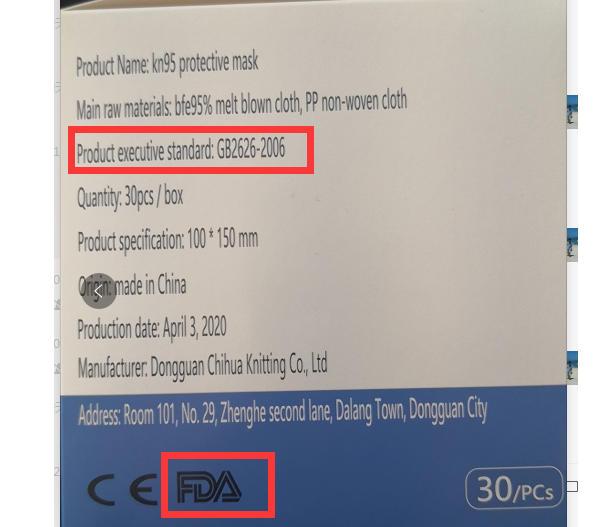 Product Name: kn95 protective mask
Main raw materials: bfe95% melt blown cloth, PP non-woven cloth
Product executive standard: GB2626-2006
Quantity: 30pcs / box
Product specification: 100 * 150 mm
Origin: made in China
Production date: April 3, 2020
Manufacturer: Dongguan Chihua Knitting Co., Ltd
Address: Room 101, No. 29, Zhenghe second lane, Dalang Town, Dongguan City
CE FDA 30/PCs